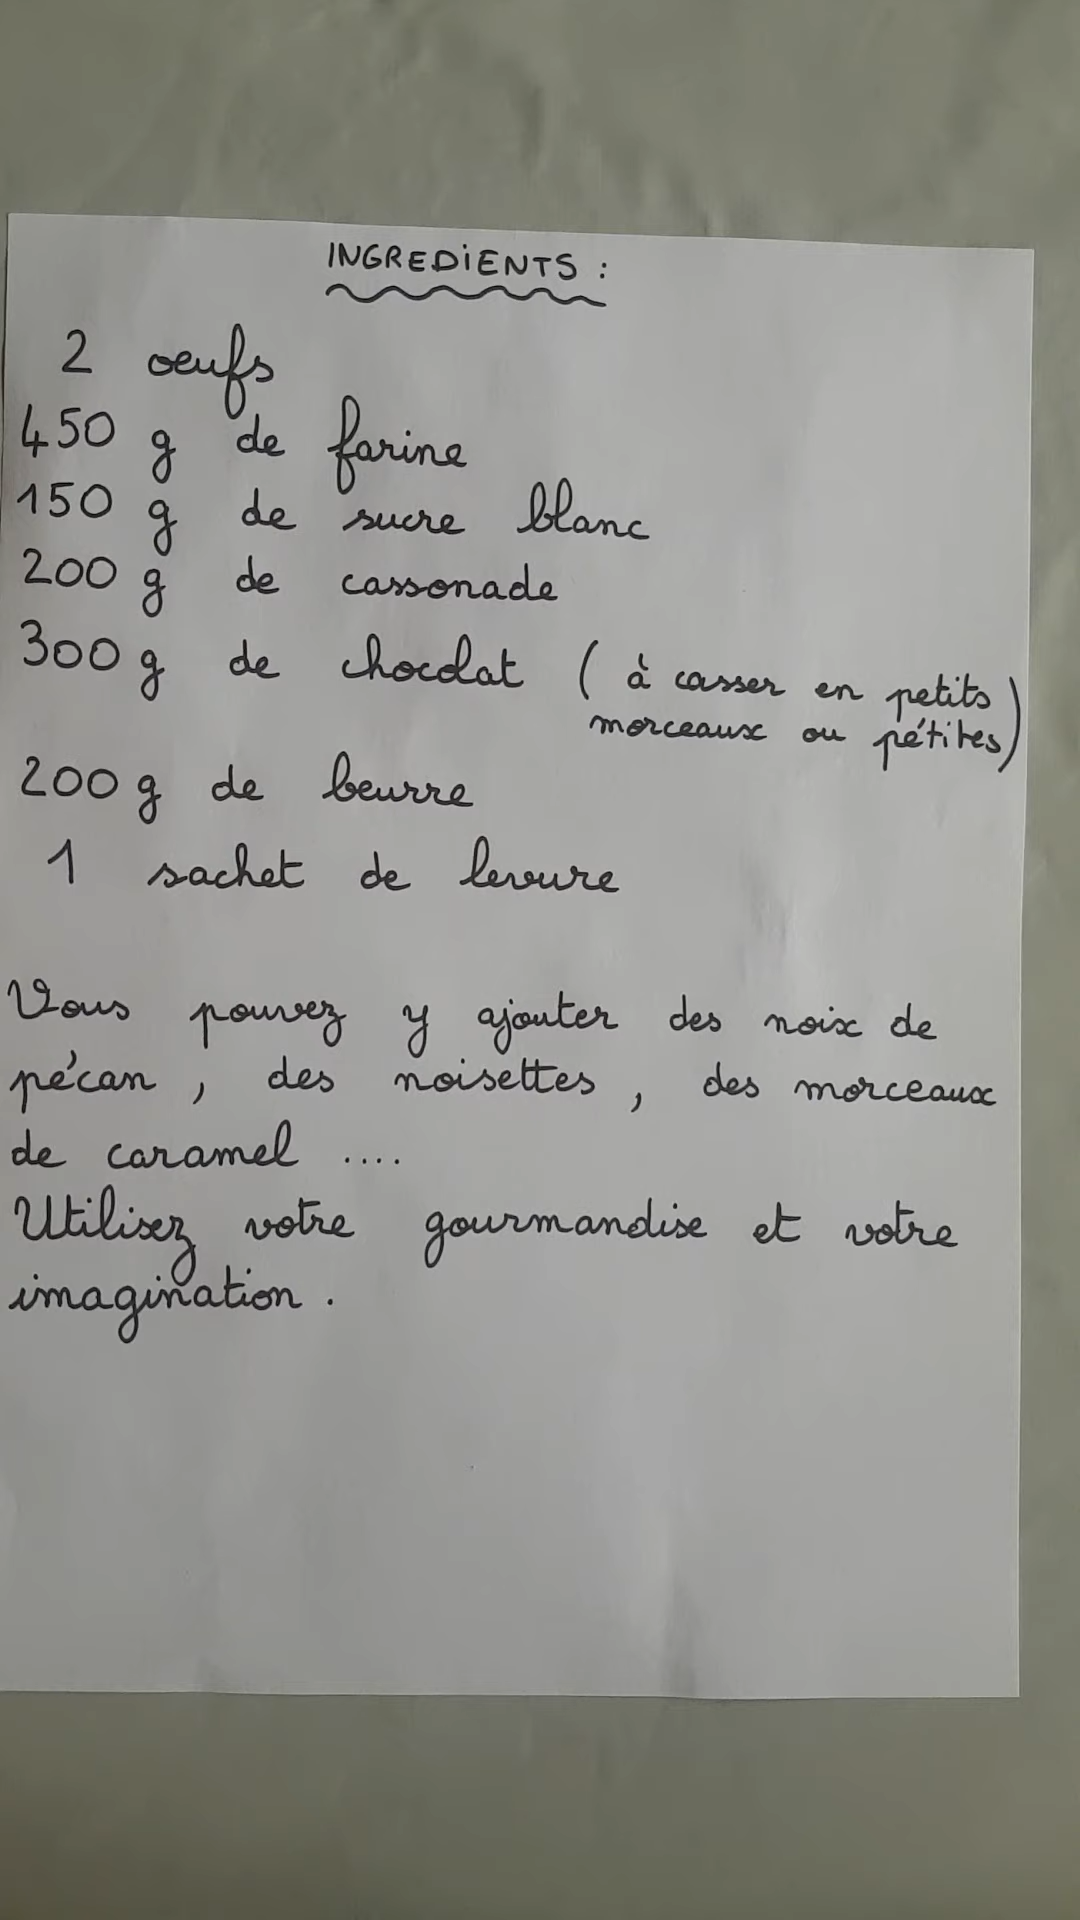 INGREDIENTS :
2 oeufs
450 g de farine
150 g de sucre blanc
200 g de cassonade
300 g de chocolat ( à casser en petits
morceaux ou pépites)
200 g de beurre
1 sachet de levure
Vous pouvez y ajouter des noix de
pécan , des noisettes , des morceaux
de caramel ....
Utilisez votre gourmandise et votre
imagination .